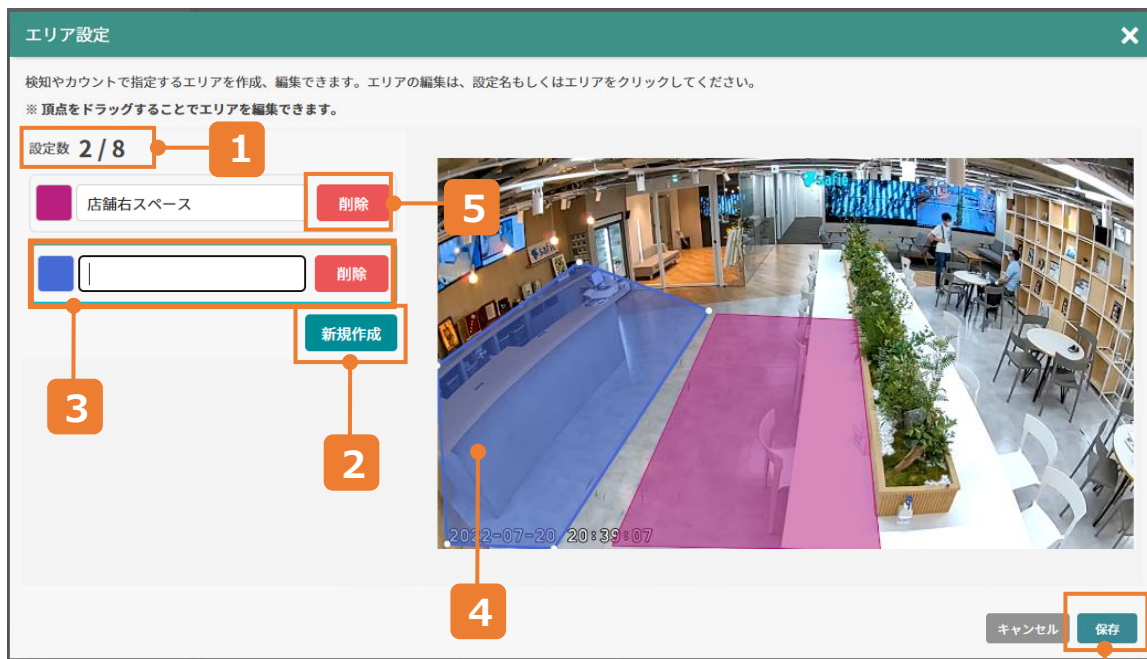 エリア設定
検知やカウントで指定するエリアを作成、編集できます。エリアの編集は、設定名もしくはエリアをクリックしてください。
※ 頂点をドラッグすることでエリアを編集できます。
設定数 2 / 8
1
店舗右スペース
削除
5
削除
新規作成
3
2
safie
safie
2022-07-20 20:39:07
4
キャンセル
保存